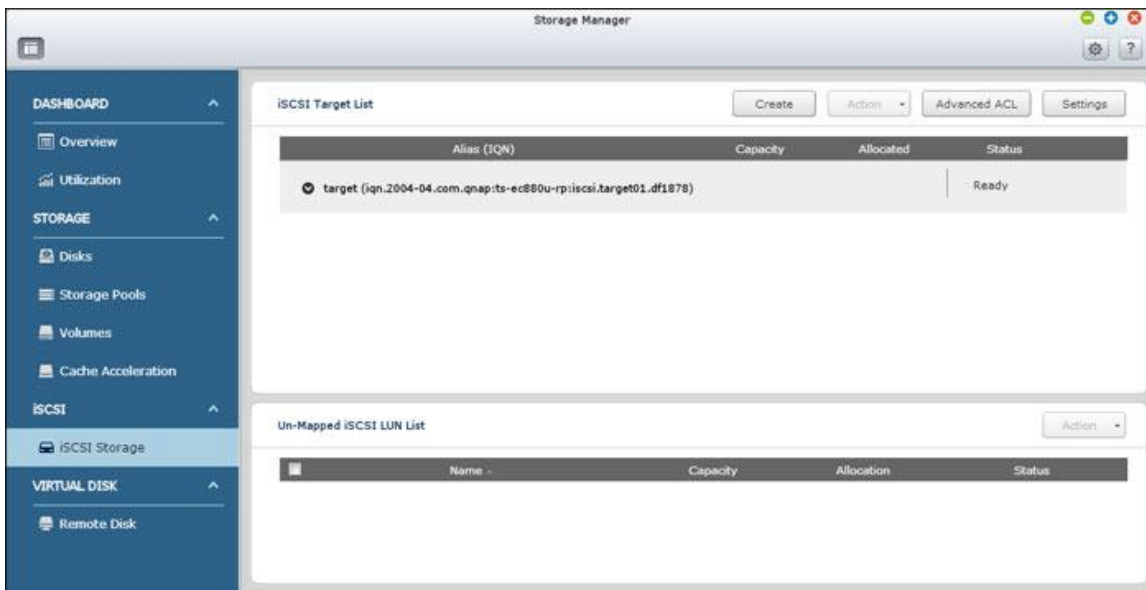 Storage Manager
?
DASHBOARD
Overview
Utilization
STORAGE
Disks
Storage Pools
Volumes
Cache Acceleration
iSCSI
iSCSI Storage
VIRTUAL DISK
Remote Disk
iSCSI Target List
Create
Action
Advanced ACL
Settings
Alias (IQN) Capacity Allocated Status
target (iqn.2004-04.com.qnap:ts-ec880u-rp:iscsi.target01.df1878) Ready
Un-Mapped iSCSI LUN List
Action
Name Capacity Allocation Status